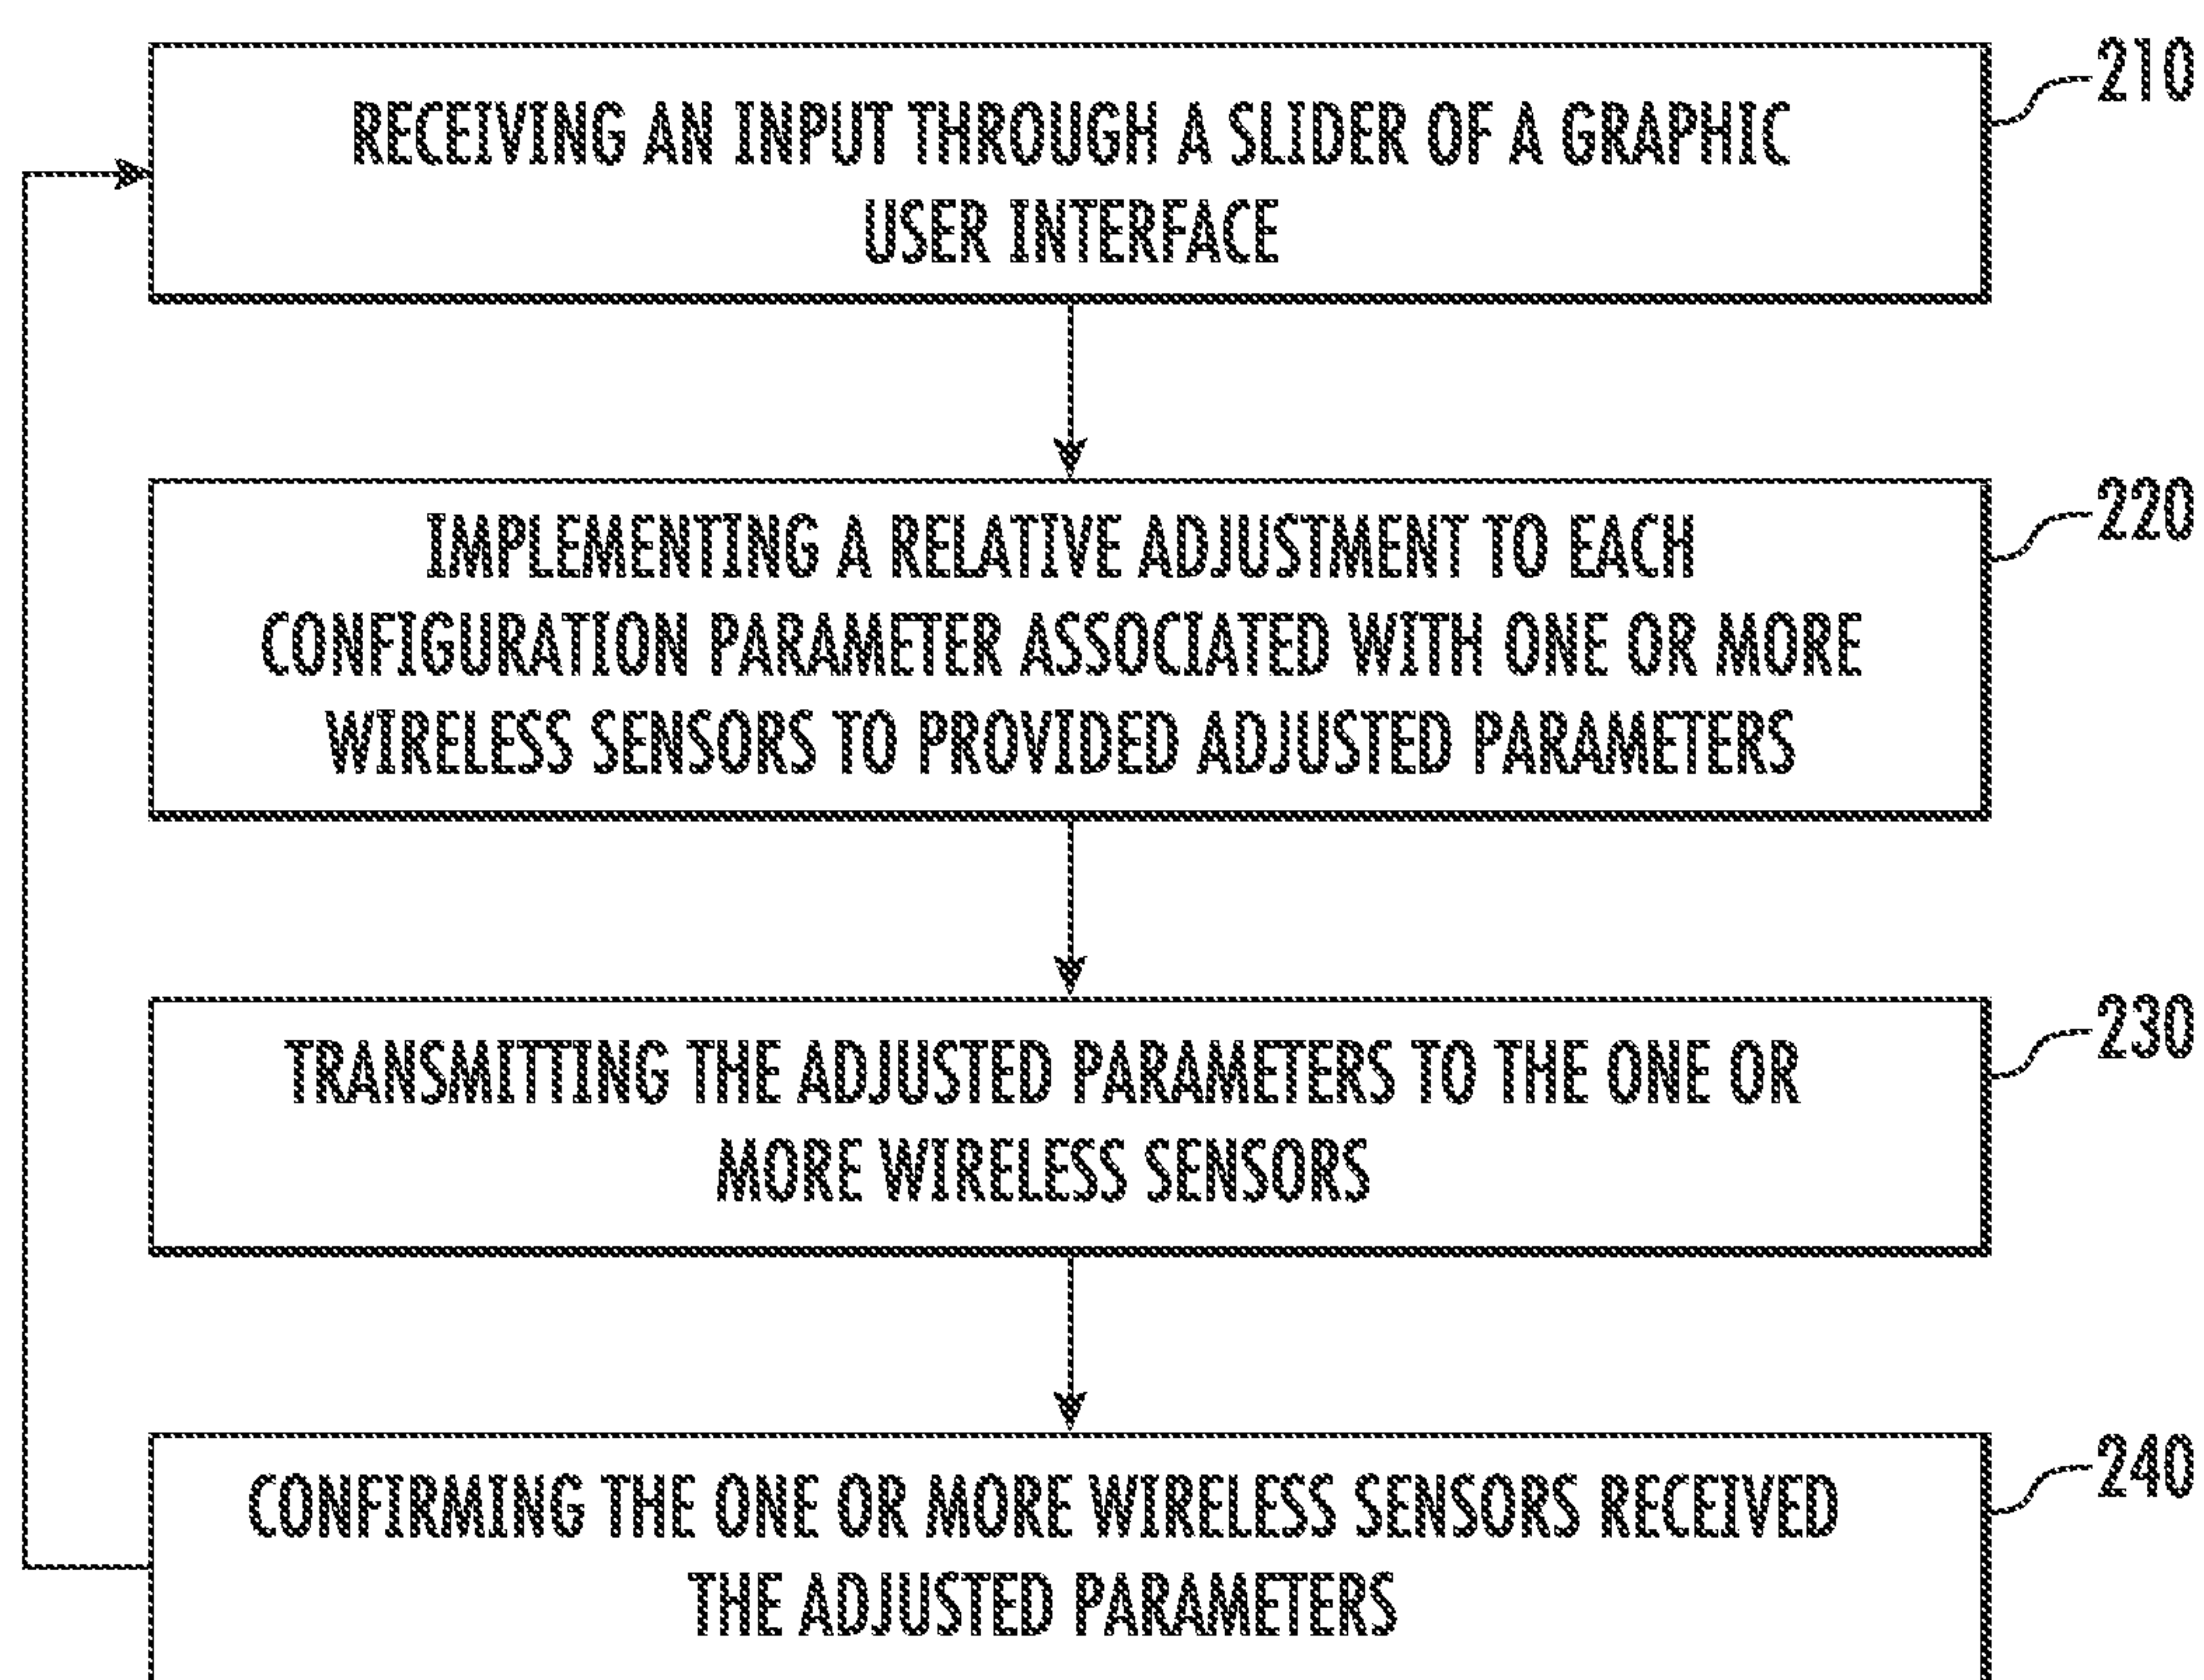 RECEIVING AN INPUT THROUGH A SLIDER OF A GRAPHIC
USER INTERFACE
210
IMPLEMENTING A RELATIVE ADJUSTMENT TO EACH
CONFIGURATION PARAMETER ASSOCIATED WITH ONE OR MORE
WIRELESS SENSORS TO PROVIDED ADJUSTED PARAMETERS
220
TRANSMITTING THE ADJUSTED PARAMETERS TO THE ONE OR
MORE WIRELESS SENSORS
230
CONFIRMING THE ONE OR MORE WIRELESS SENSORS RECEIVED
THE ADJUSTED PARAMETERS
240